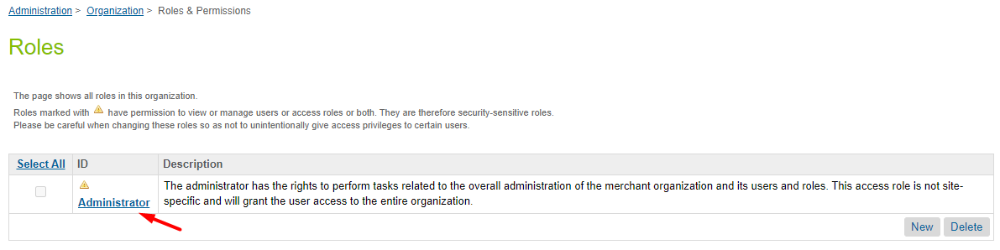 Administration > Organization > Roles & Permissions
Roles
The page shows all roles in this organization.
Roles marked with have permission to view or manage users or access roles or both. They are therefore security-sensitive roles.
Please be careful when changing these roles so as not to unintentionally give access privileges to certain users.
Select All ID Description
Administrator
The administrator has the rights to perform tasks related to the overall administration of the merchant organization and its users and roles. This access role is not site-
specific and will grant the user access to the entire organization.
New Delete